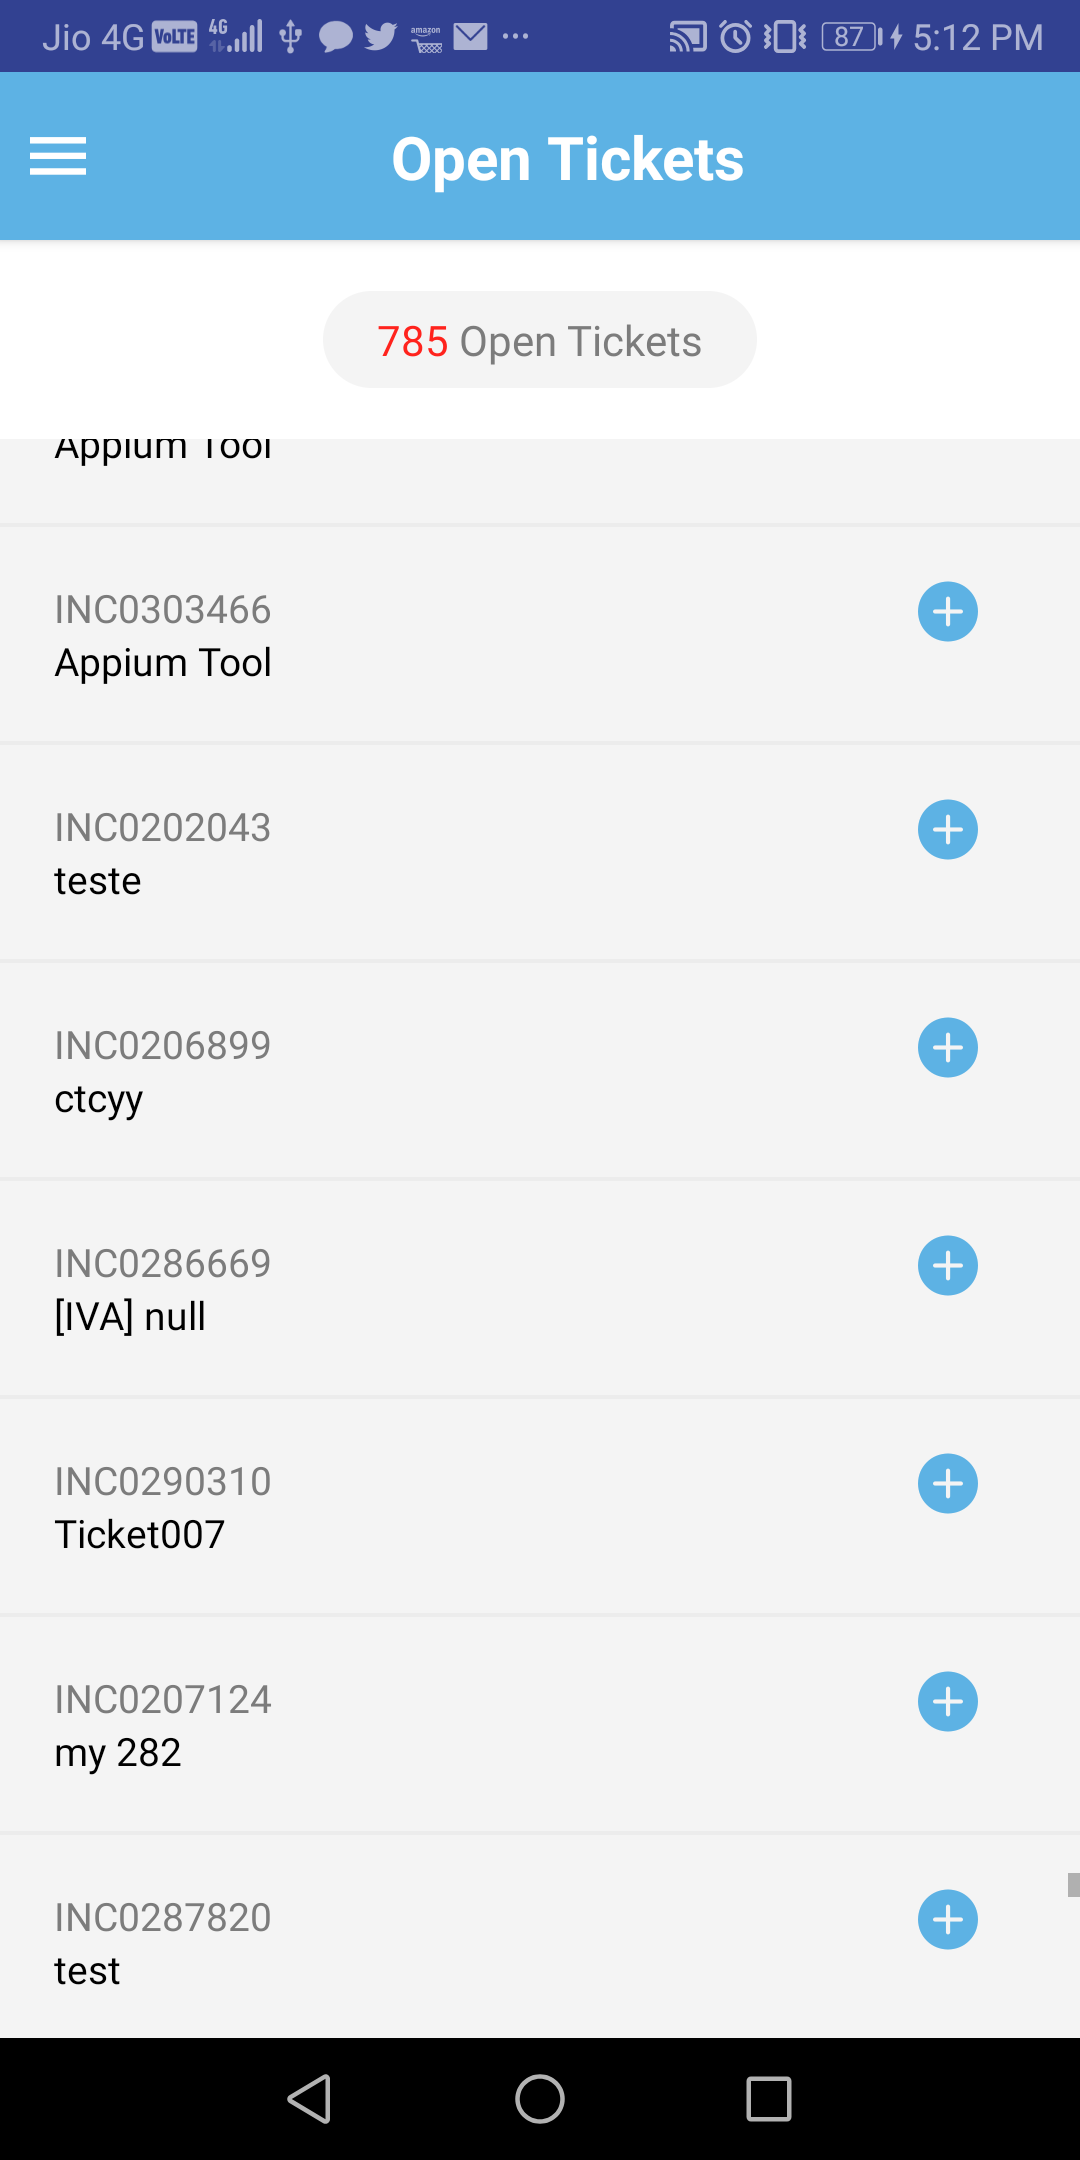 Jio 4G VoLTE 4G amazon 87 5:12 PM
Open Tickets
785 Open Tickets
Appium Tool
INC0303466
Appium Tool
INC0202043
teste
INC0206899
ctcyy
INC0286669
[IVA] null
INC0290310
Ticket007
INC0207124
my 282
INC0287820
test